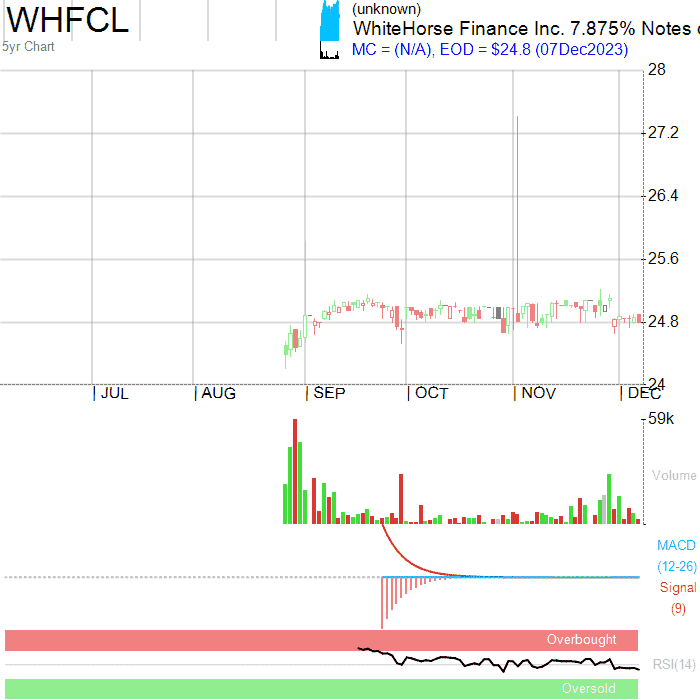 WHFCL
5yr Chart
(unknown)
WhiteHorse Finance Inc. 7.875% Notes
MC = (N/A), EOD = $24.8 (07Dec2023)
28
27.2
26.4
25.6
24.8
24
JUL
AUG
SEP
OCT
NOV
DEC
59k
Volume
MACD
(12-26)
Signal
(9)
Overbought
RSI(14)
Oversold